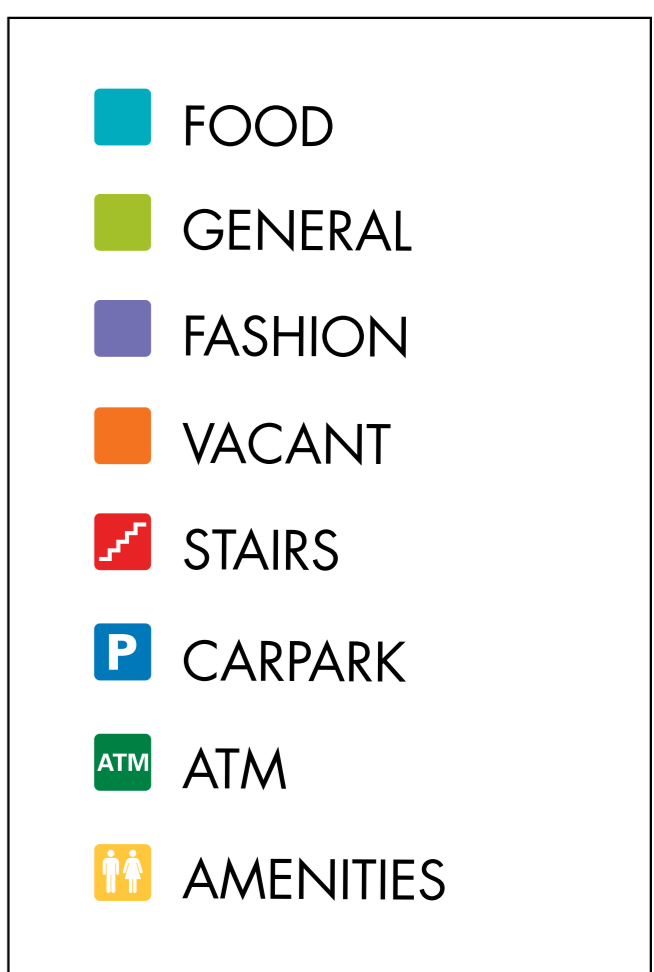 FOOD
GENERAL
FASHION
VACANT
STAIRS
P CARPARK
ATM ATM
AMENITIES